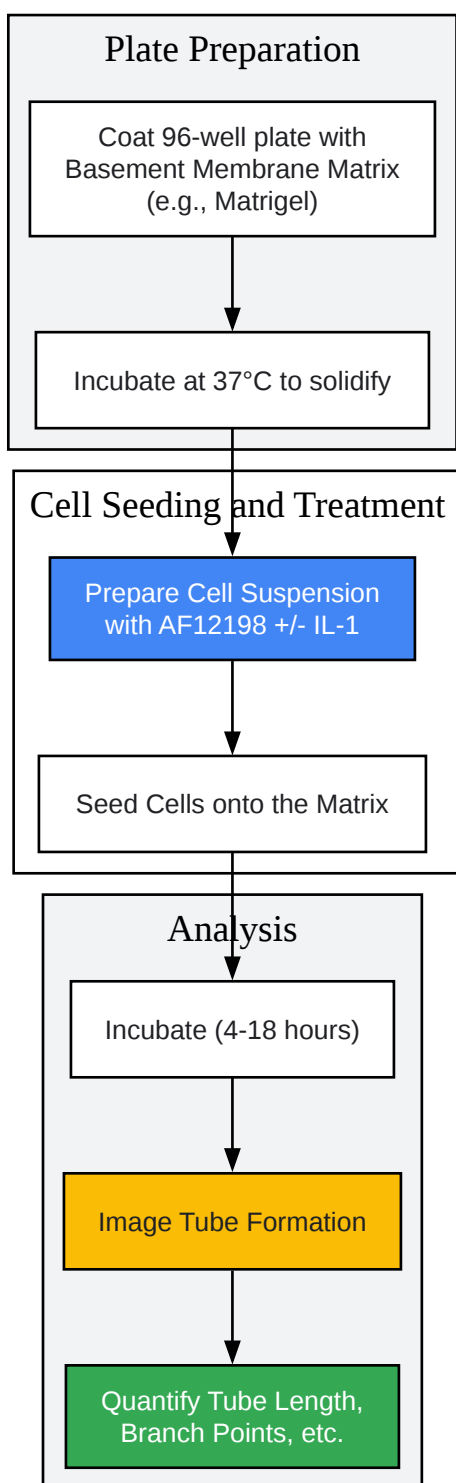 Plate Preparation
Coat 96-well plate with
Basement Membrane Matrix
(e.g., Matrigel)
Incubate at 37°C to solidify
Cell Seeding and Treatment
Prepare Cell Suspension
with AF12198 +/- IL-1
Seed Cells onto the Matrix
Analysis
Incubate (4-18 hours)
Image Tube Formation
Quantify Tube Length,
Branch Points, etc.